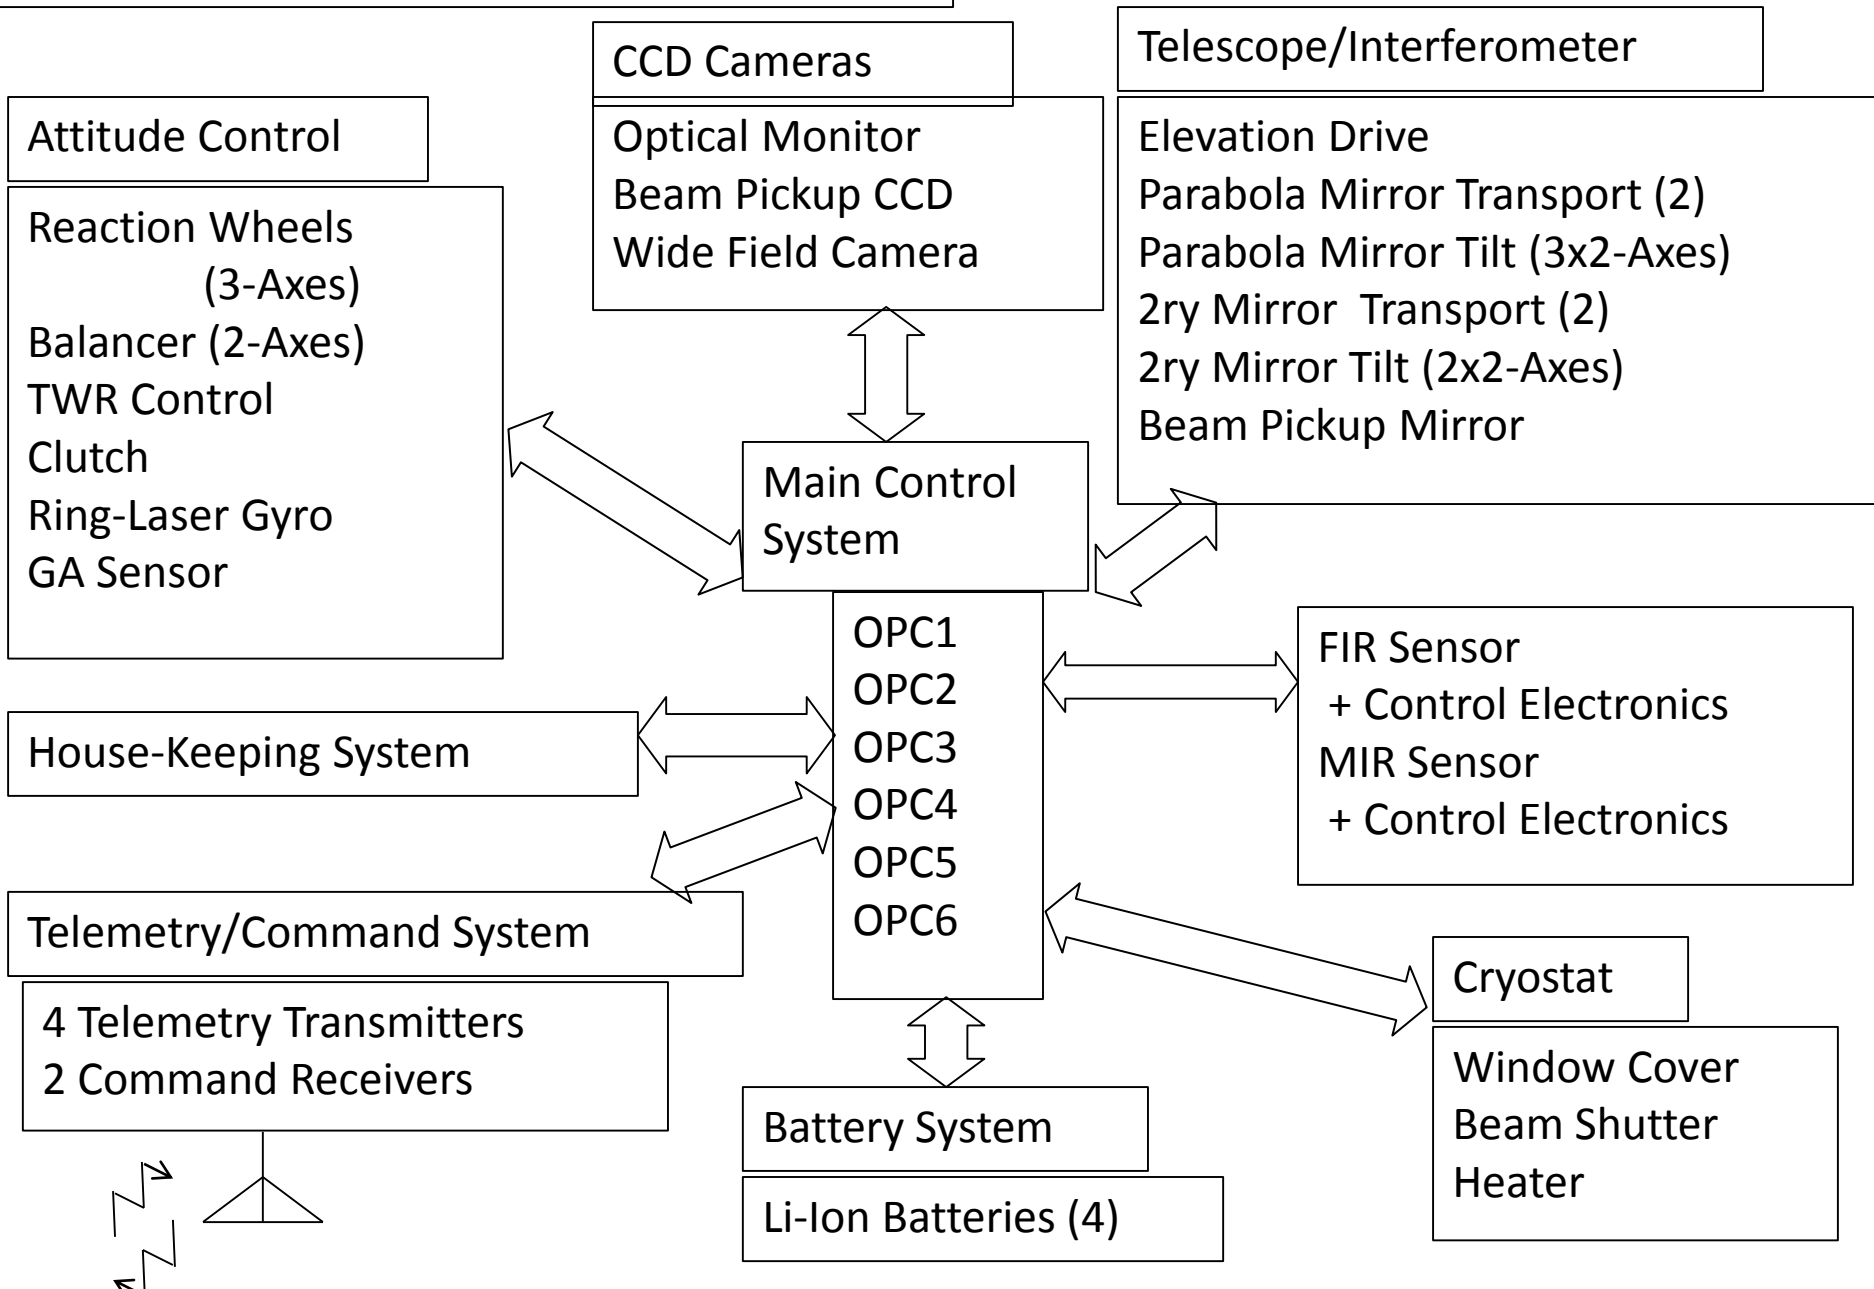 CCD Cameras
Optical Monitor
Beam Pickup CCD
Wide Field Camera
Telescope/Interferometer
Elevation Drive
Parabola Mirror Transport (2)
Parabola Mirror Tilt (3x2-Axes)
2ry Mirror  Transport (2)
2ry Mirror Tilt (2x2-Axes)
Beam Pickup Mirror
Attitude Control
Reaction Wheels
(3-Axes)
Balancer (2-Axes)
TWR Control
Clutch
Ring-Laser Gyro
GA Sensor
Main Control
System
OPC1
OPC2
OPC3
OPC4
OPC5
OPC6
FIR Sensor
+ Control Electronics
MIR Sensor
+ Control Electronics
House-Keeping System
Telemetry/Command System
4 Telemetry Transmitters
2 Command Receivers
Battery System
Li-Ion Batteries (4)
Cryostat
Window Cover
Beam Shutter
Heater